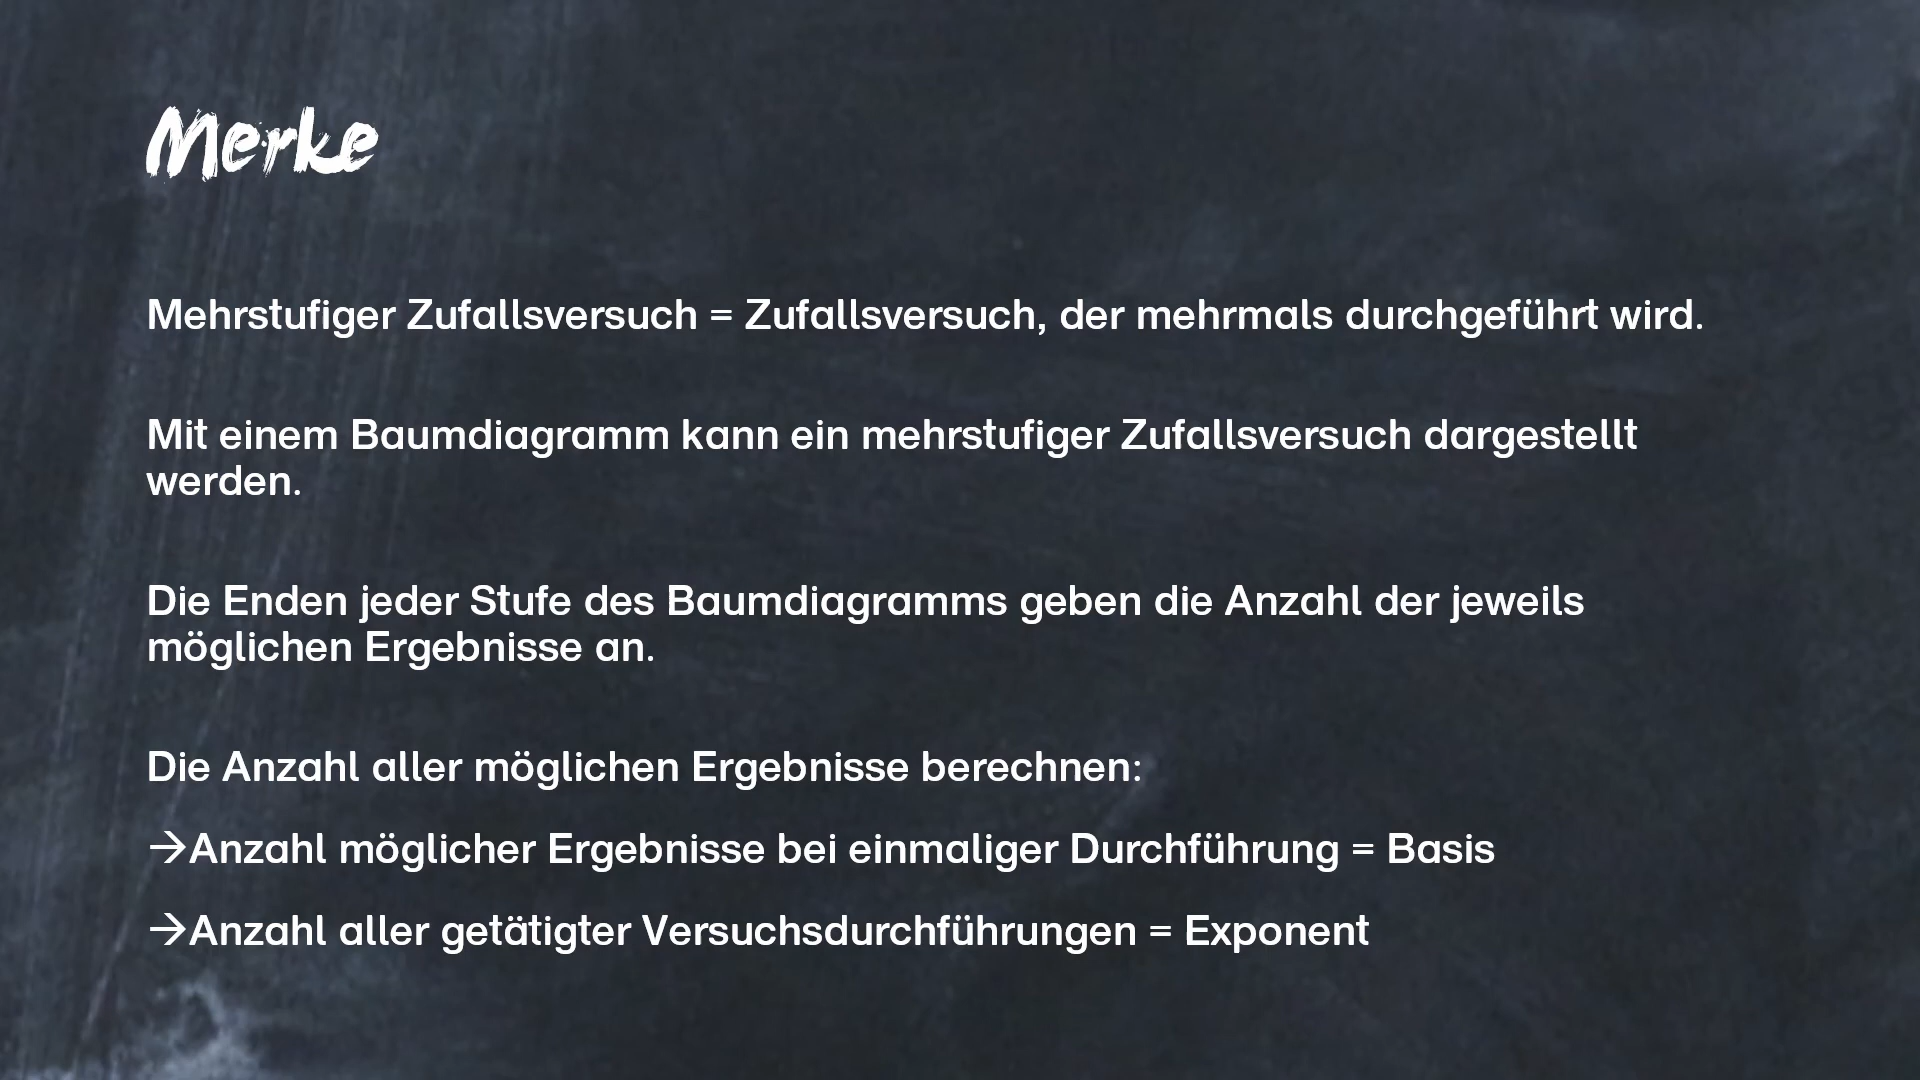 Merke
Mehrstufiger Zufallsversuch = Zufallsversuch, der mehrmals durchgeführt wird.
Mit einem Baumdiagramm kann ein mehrstufiger Zufallsversuch dargestellt
werden.
Die Enden jeder Stufe des Baumdiagramms geben die Anzahl der jeweils
möglichen Ergebnisse an.
Die Anzahl aller möglichen Ergebnisse berechnen:
→Anzahl möglicher Ergebnisse bei einmaliger Durchführung = Basis
→Anzahl aller getätigter Versuchsdurchführungen = Exponent